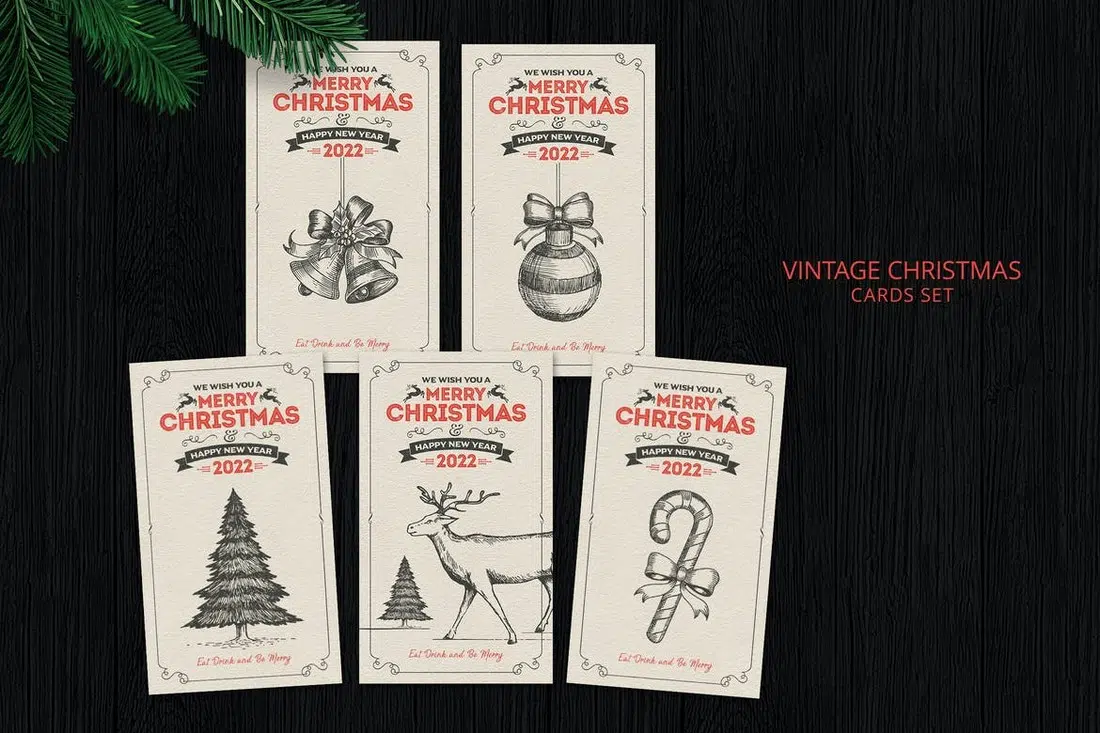 WE WISH YOU A
MERRY
CHRISTMAS
&
HAPPY NEW YEAR
2022
Eat Drink and Be Merry
WE WISH YOU A
MERRY
CHRISTMAS
&
HAPPY NEW YEAR
2022
Eat Drink and Be Merry
VINTAGE CHRISTMAS
CARDS SET
WE WISH YOU A
MERRY
CHRISTMAS
&
HAPPY NEW YEAR
2022
Eat Drink and Be Merry
WE WISH YOU A
MERRY
CHRISTMAS
&
HAPPY NEW YEAR
2022
Eat Drink and Be Merry
WE WISH YOU A
MERRY
CHRISTMAS
&
HAPPY NEW YEAR
2022
Eat Drink and Be Merry